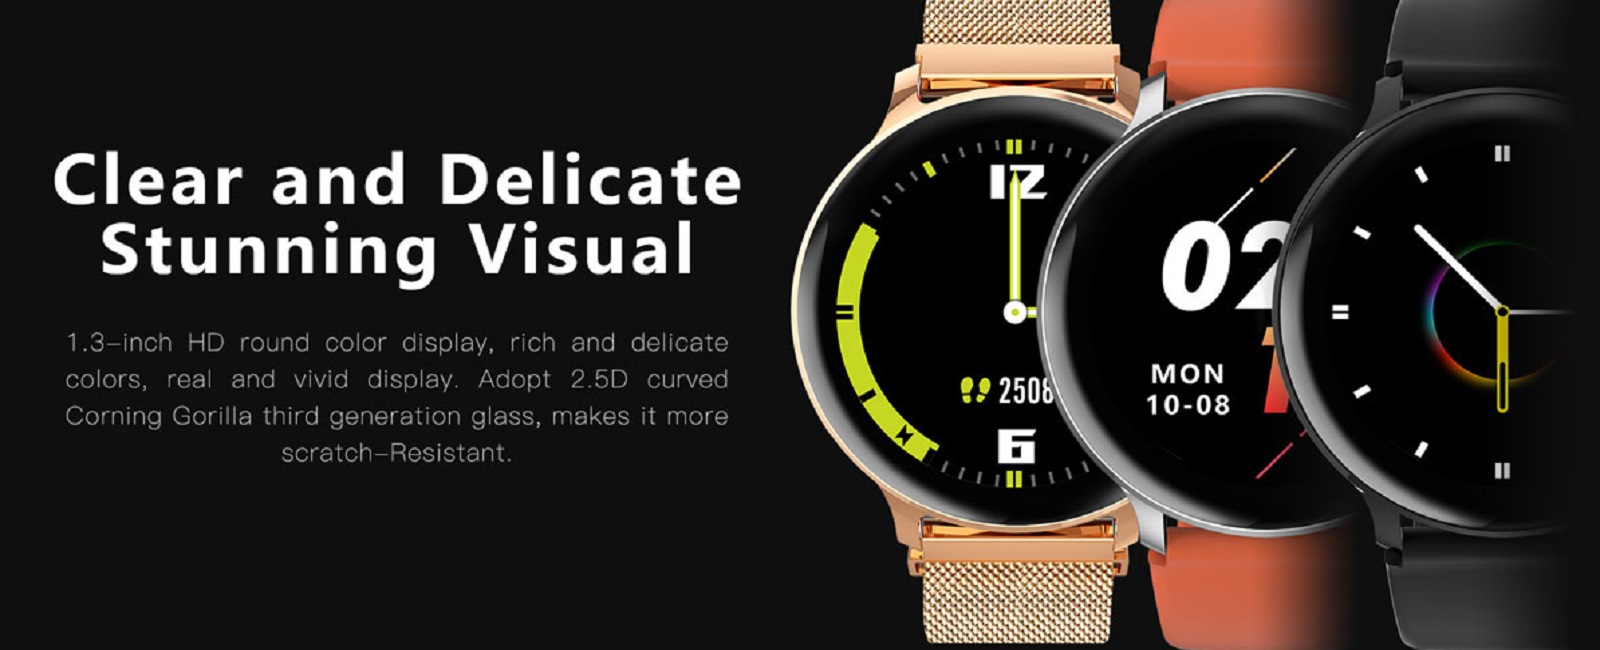 Clear and Delicate
Stunning Visual
1.3-inch HD round color display, rich and delicate
colors, real and vivid display. Adopt 2.5D curved
Corning Gorilla third generation glass, makes it more
scratch-Resistant.
12
2508
6
02
MON
10-08